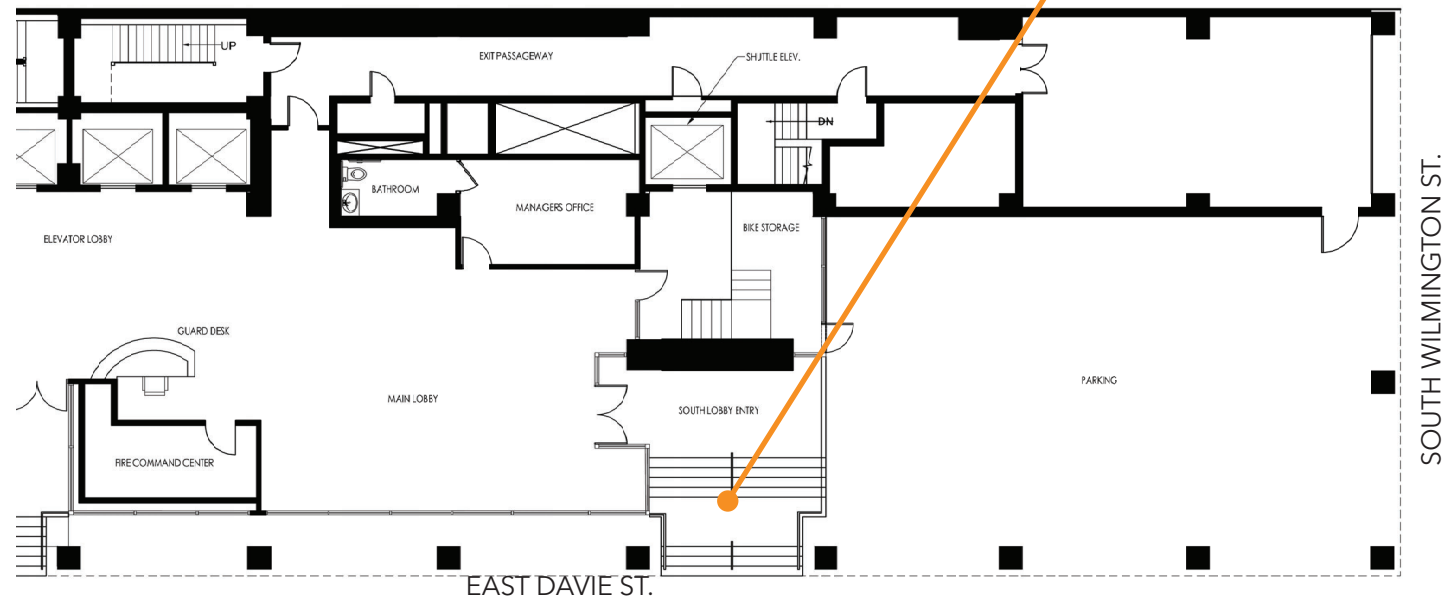 UP
EXIT PASSAGEWAY
SHUTTLE ELEV.
DN
BATHROOM
MANAGERS OFFICE
BIKE STORAGE
ELEVATOR LOBBY
GUARD DESK
MAIN LOBBY
SOUTH LOBBY ENTRY
PARKING
FIRE COMMAND CENTER
EAST DAVIE ST.
SOUTH WILMINGTON ST.